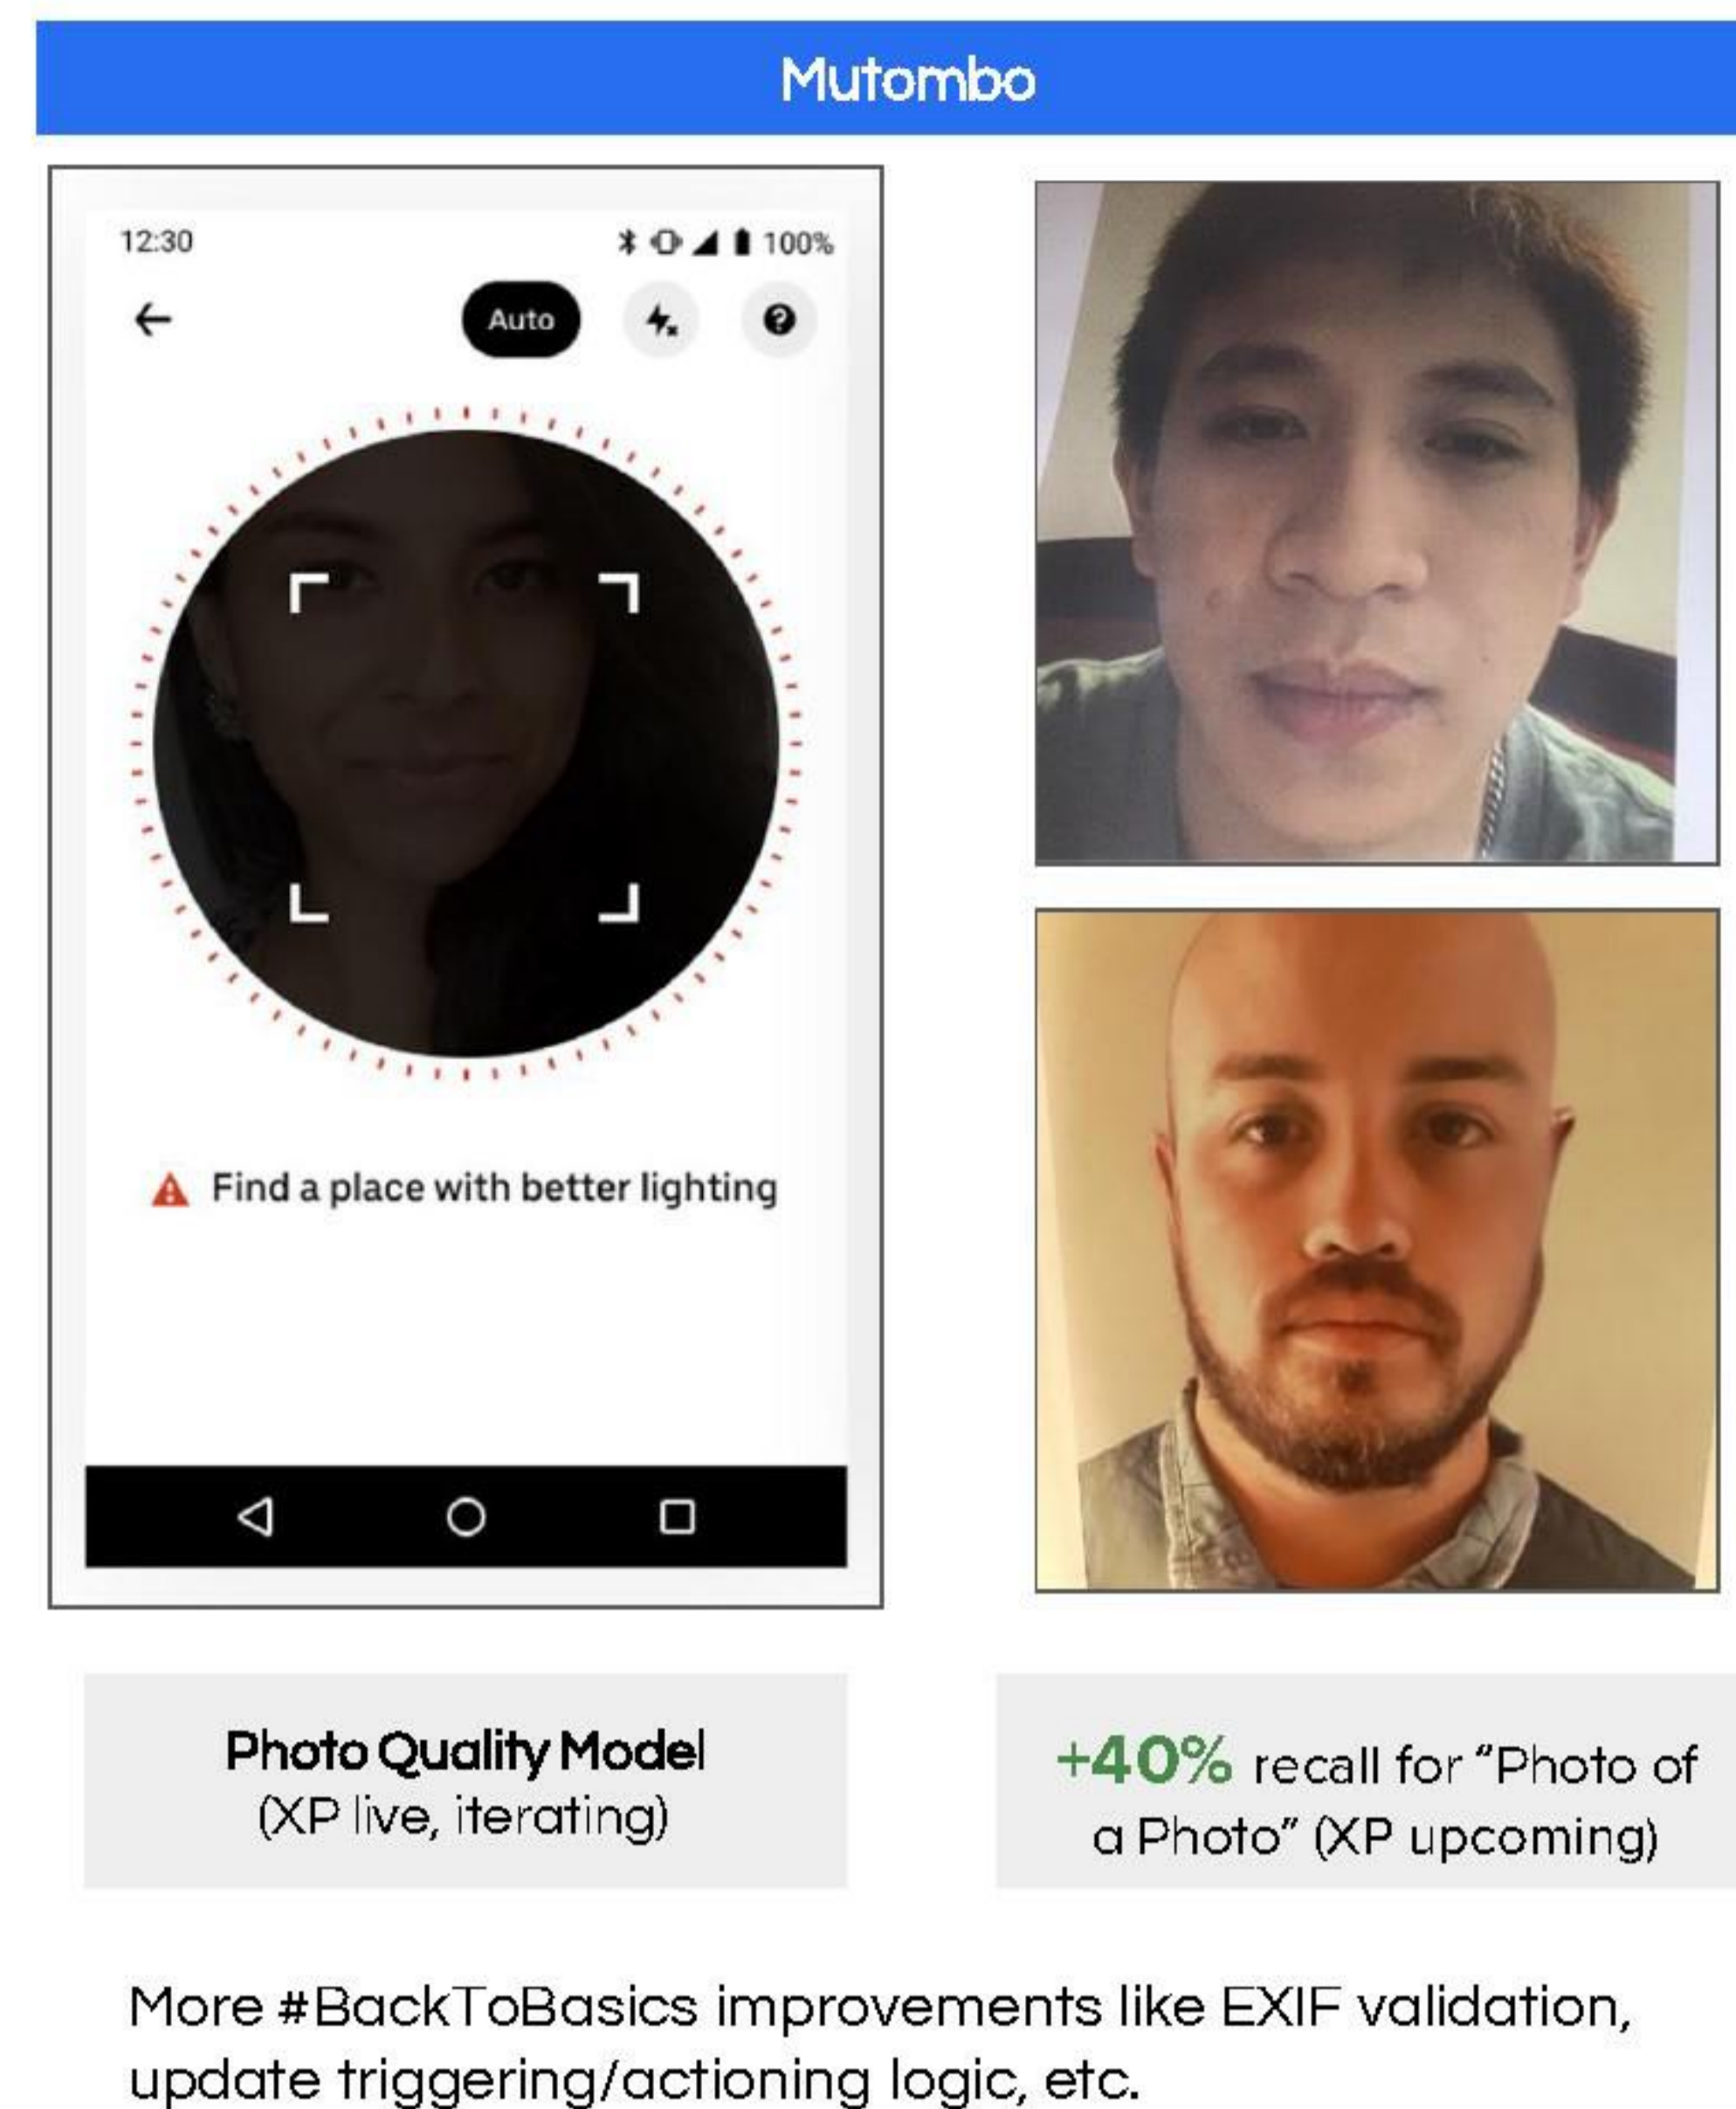 Mutombo
12:30
100%
Auto
Find a place with better lighting
Photo Quality Model
(XP live, iterating)
+40% recall for “Photo of
a Photo” (XP upcoming)
More #BackToBasics improvements like EXIF validation,
update triggering/actioning logic, etc.